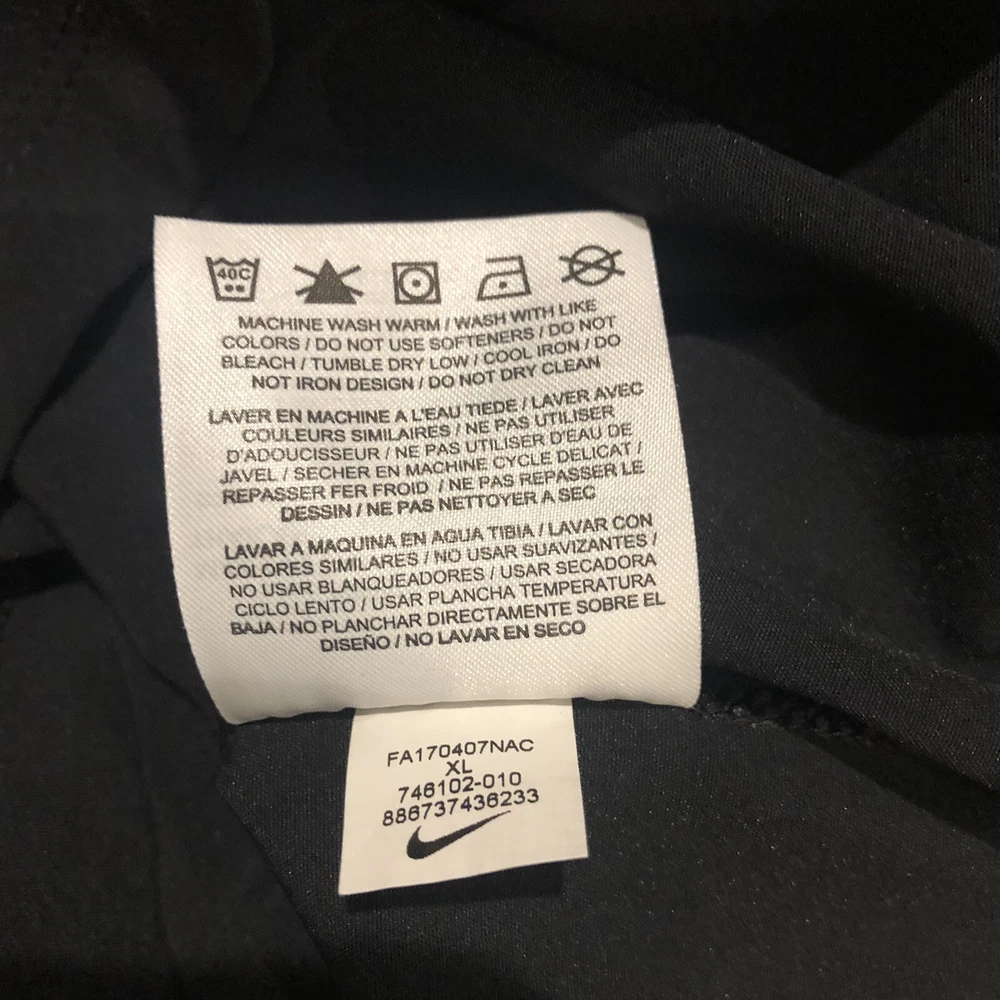 40C
MACHINE WASH WARM / WASH WITH LIKE
COLORS / DO NOT USE SOFTENERS / DO NOT
BLEACH / TUMBLE DRY LOW / COOL IRON / DO
NOT IRON DESIGN / DO NOT DRY CLEAN
LAVER EN MACHINE A L'EAU TIEDE / LAVER AVEC
COULEURS SIMILAIRES / NE PAS UTILISER
D'ADOUCISSEUR / NE PAS UTILISER D'EAU DE
JAVEL / SECHER EN MACHINE CYCLE DELICAT /
REPASSER FER FROID / NE PAS REPASSER LE
DESSIN / NE PAS NETTOYER A SEC
LAVAR A MAQUINA EN AGUA TIBIA / LAVAR CON
COLORES SIMILARES / NO USAR SUAVIZANTES /
NO USAR BLANQUEADORES / USAR SECADORA
CICLO LENTO / USAR PLANCHA TEMPERATURA
BAJA / NO PLANCHAR DIRECTAMENTE SOBRE EL
DISEÑO / NO LAVAR EN SECO
FA170407NAC
XL
746102-010
886737436233